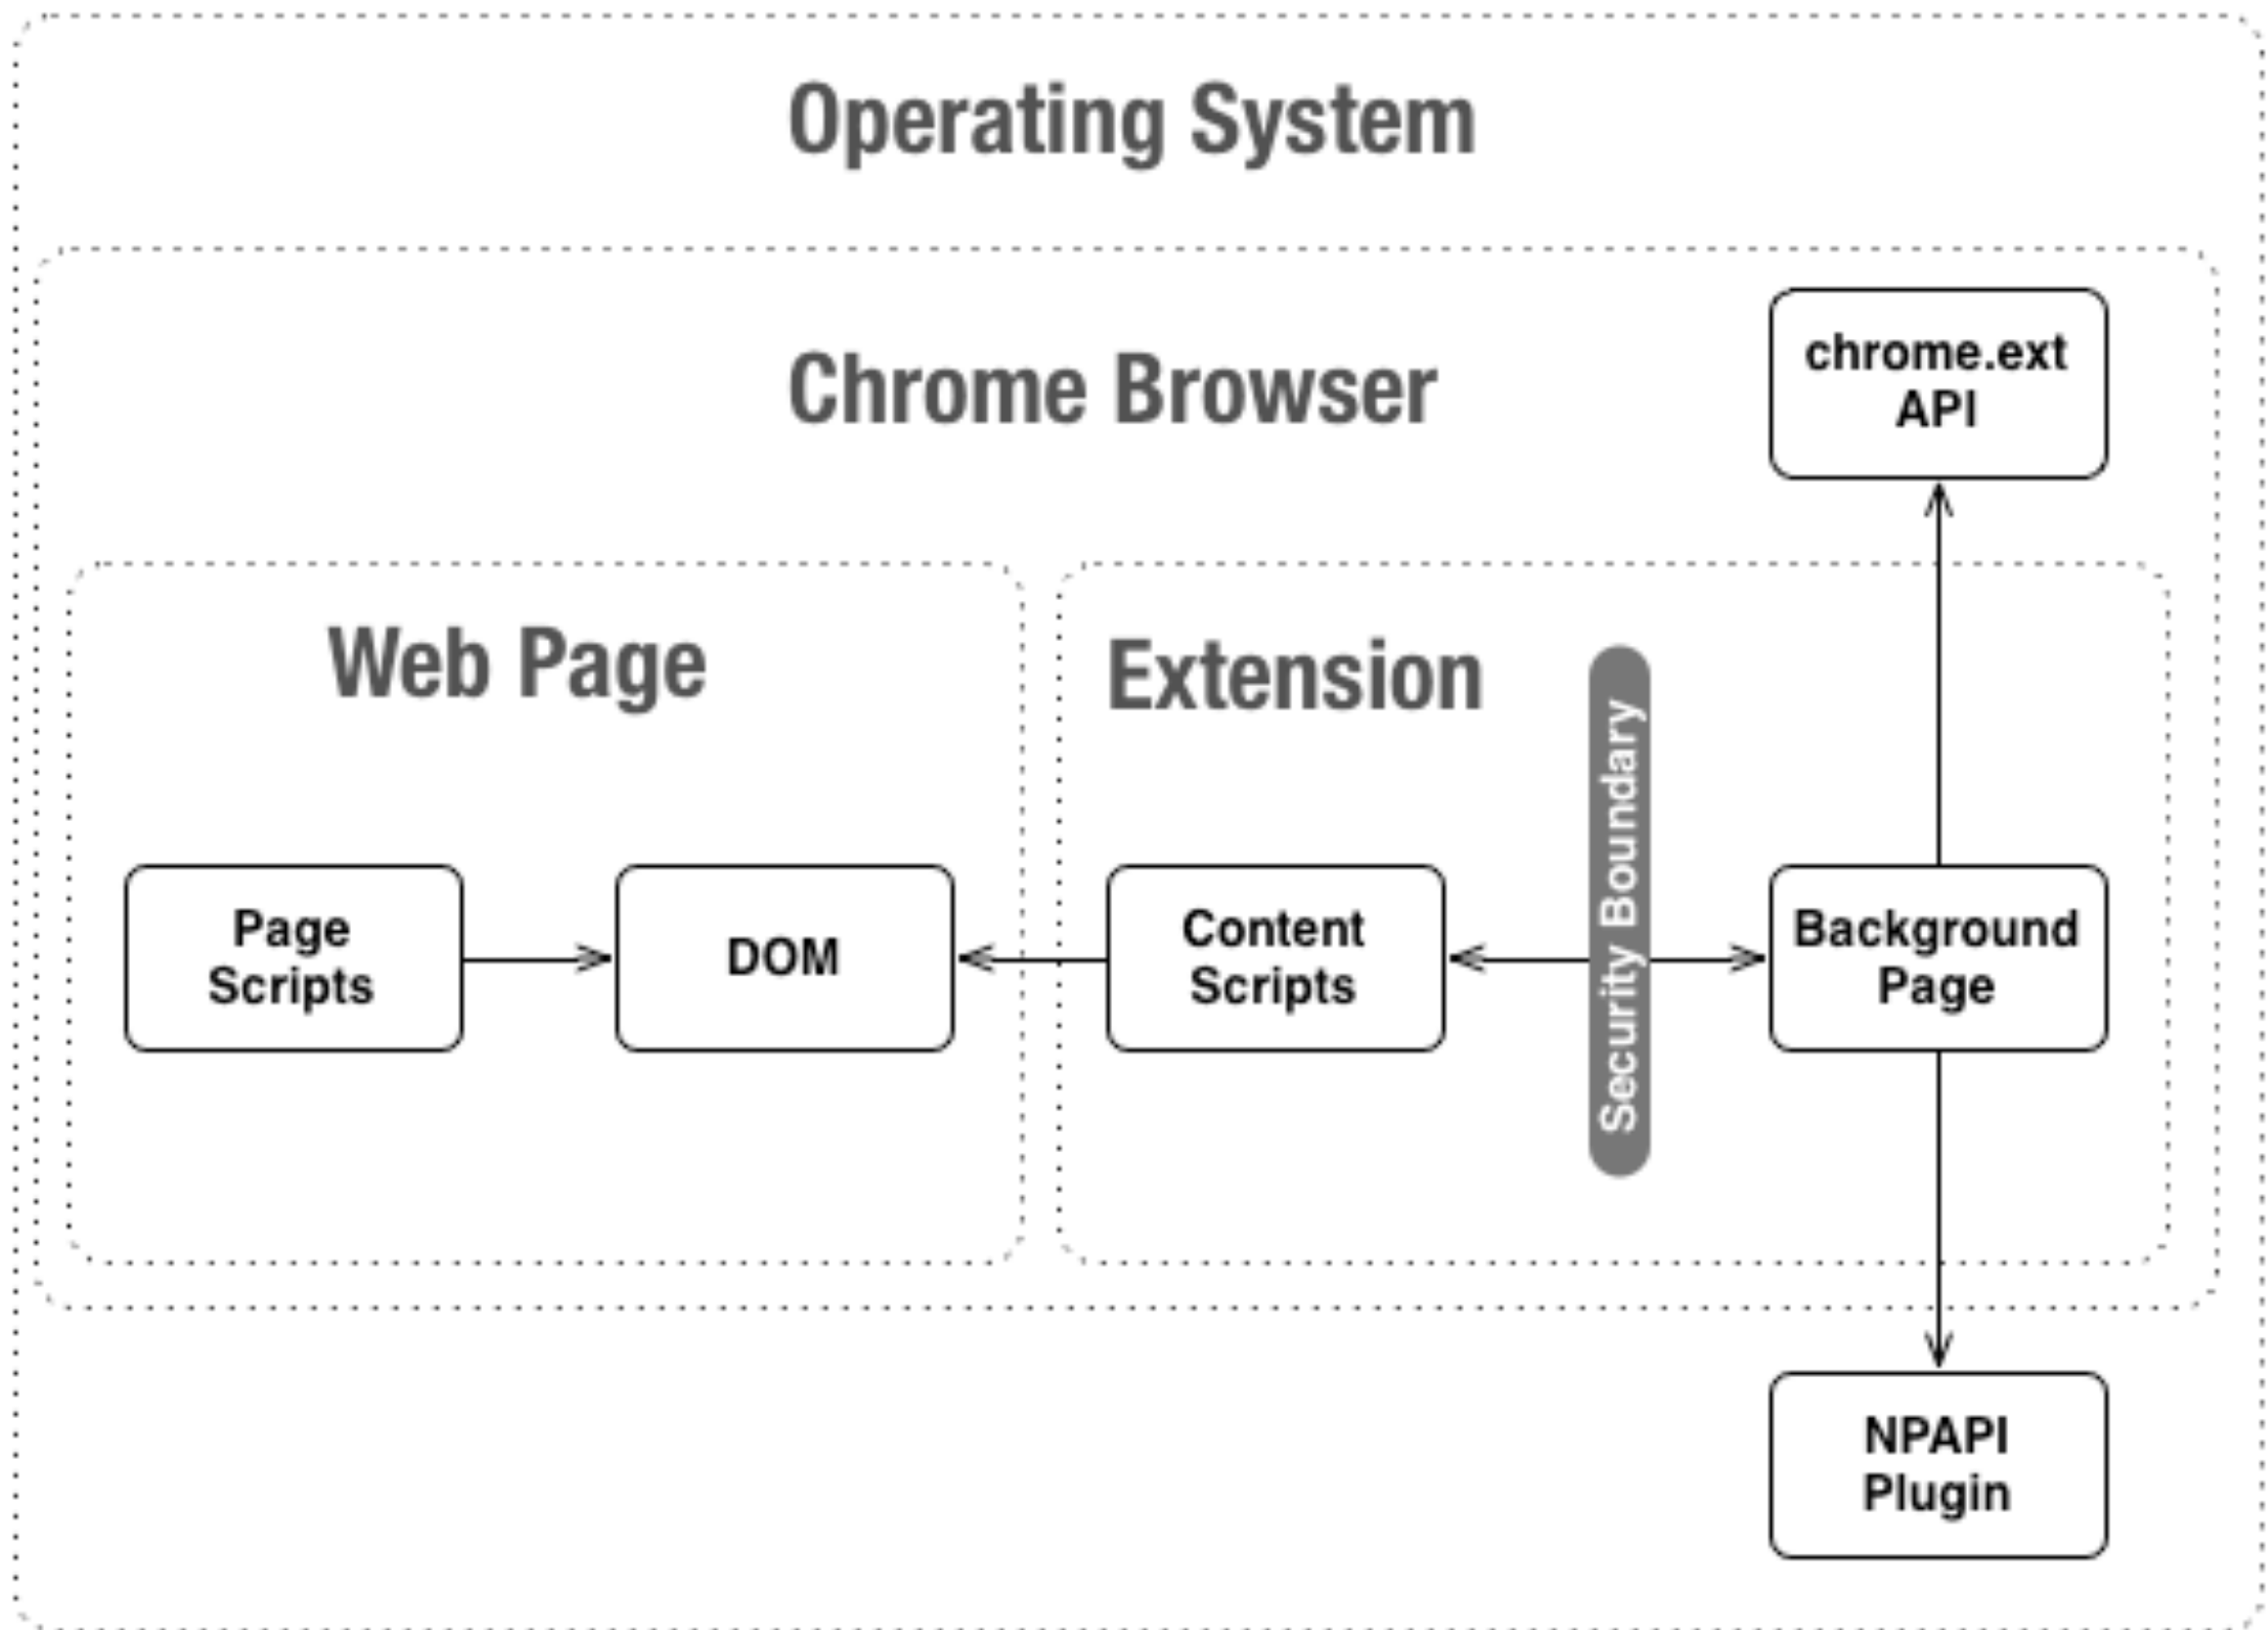 Operating System
Chrome Browser
chrome.ext
API
Web Page
Extension
Security Boundary
Page
Scripts
DOM
Content
Scripts
Background
Page
NPAPI
Plugin